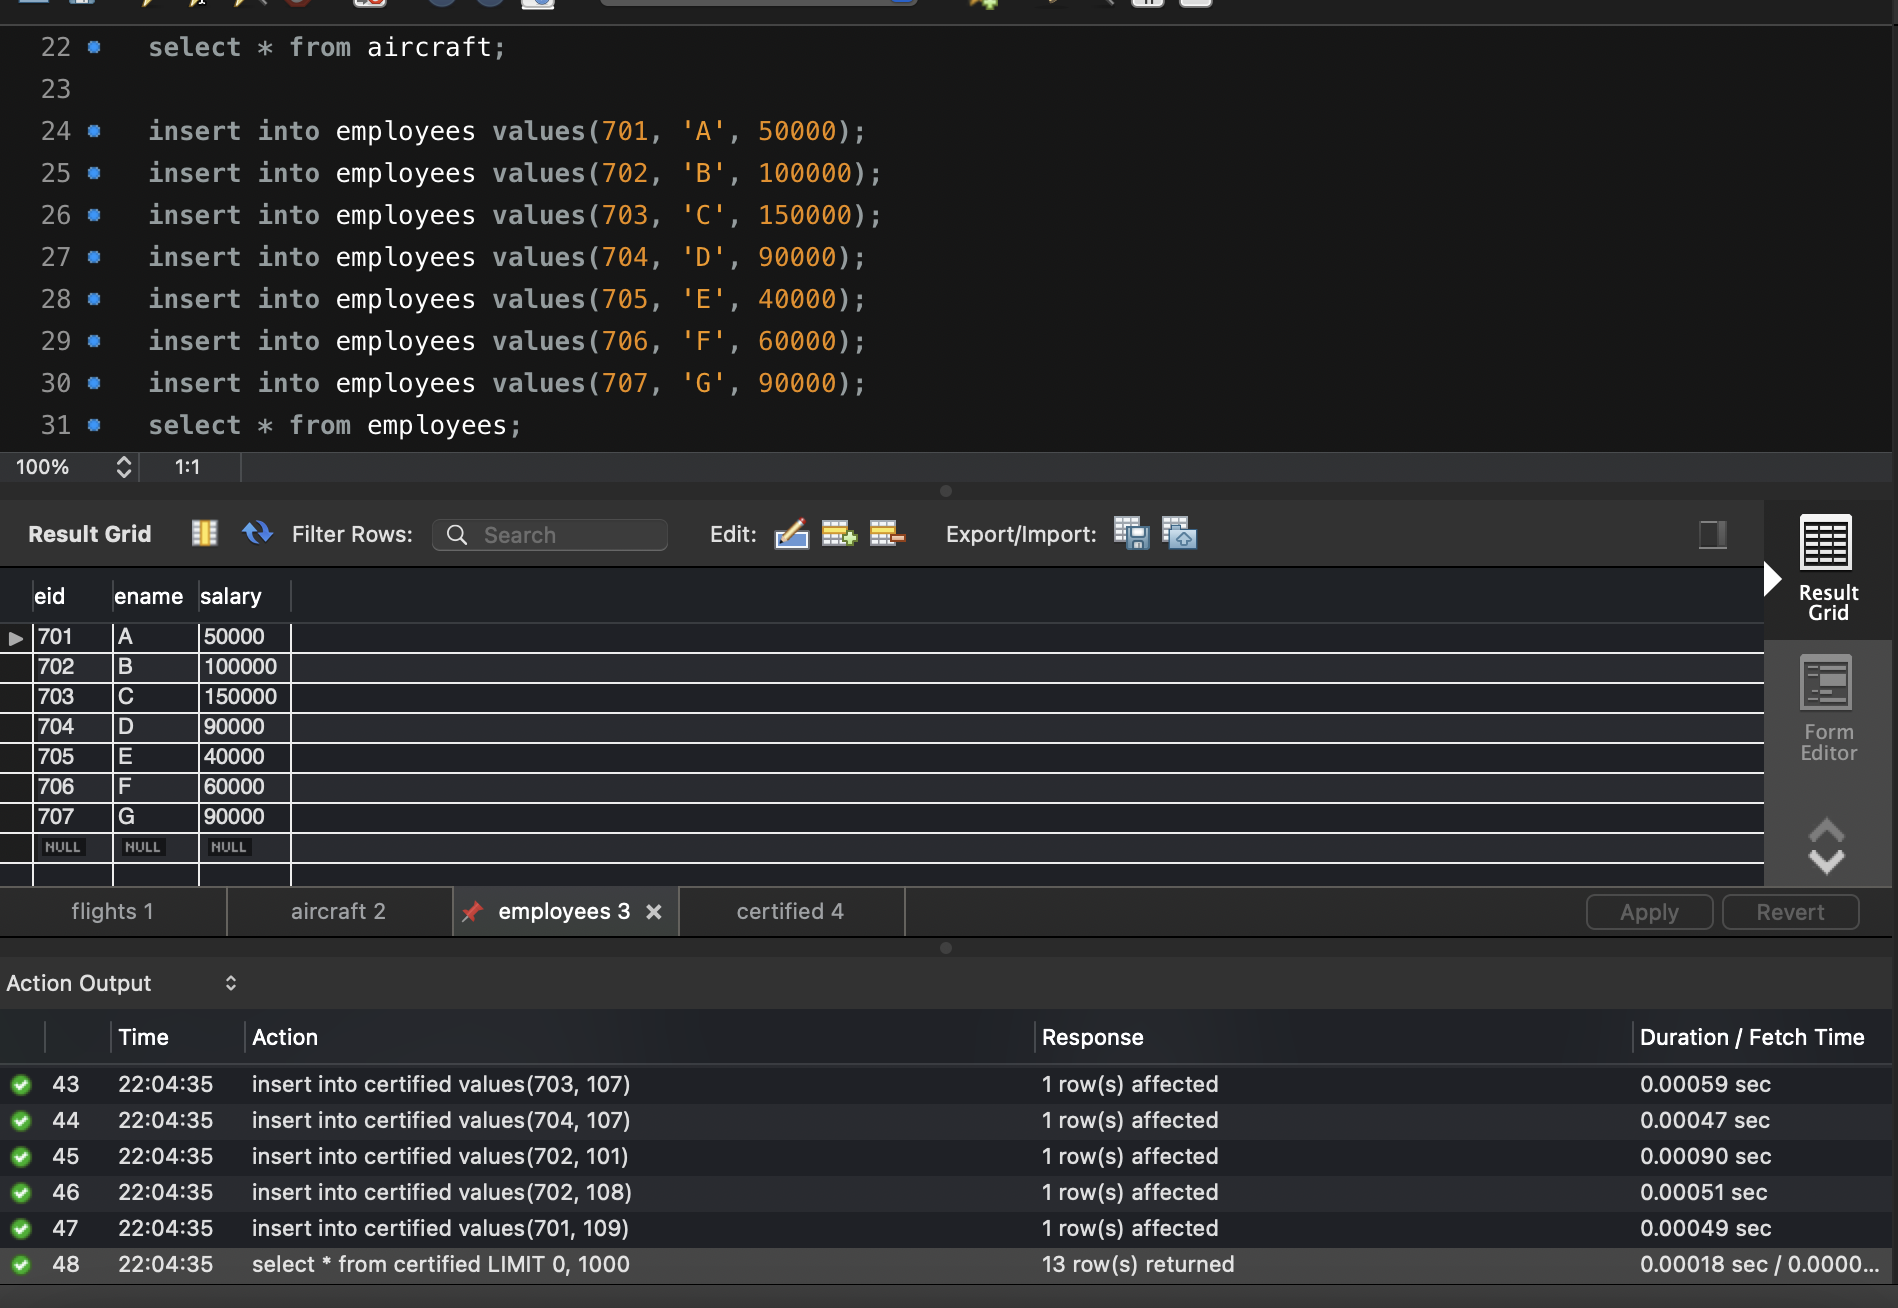 22 select * from aircraft;
23
24 insert into employees values(701, 'A', 50000);
25 insert into employees values(702, 'B', 100000);
26 insert into employees values(703, 'C', 150000);
27 insert into employees values(704, 'D', 90000);
28 insert into employees values(705, 'E', 40000);
29 insert into employees values(706, 'F', 60000);
30 insert into employees values(707, 'G', 90000);
31 select * from employees;
100% 1:1
Result Grid Filter Rows: Search Edit: Export/Import:
Result
Grid
Form
Editor
eid ename salary
701 A 50000
702 B 100000
703 C 150000
704 D 90000
705 E 40000
706 F 60000
707 G 90000
NULL NULL NULL
flights 1 aircraft 2 employees 3 certified 4 Apply Revert
Action Output
Time Action Response Duration / Fetch Time
43 22:04:35 insert into certified values(703, 107) 1 row(s) affected 0.00059 sec
44 22:04:35 insert into certified values(704, 107) 1 row(s) affected 0.00047 sec
45 22:04:35 insert into certified values(702, 101) 1 row(s) affected 0.00090 sec
46 22:04:35 insert into certified values(702, 108) 1 row(s) affected 0.00051 sec
47 22:04:35 insert into certified values(701, 109) 1 row(s) affected 0.00049 sec
48 22:04:35 select * from certified LIMIT 0, 1000 13 row(s) returned 0.00018 sec / 0.0000...